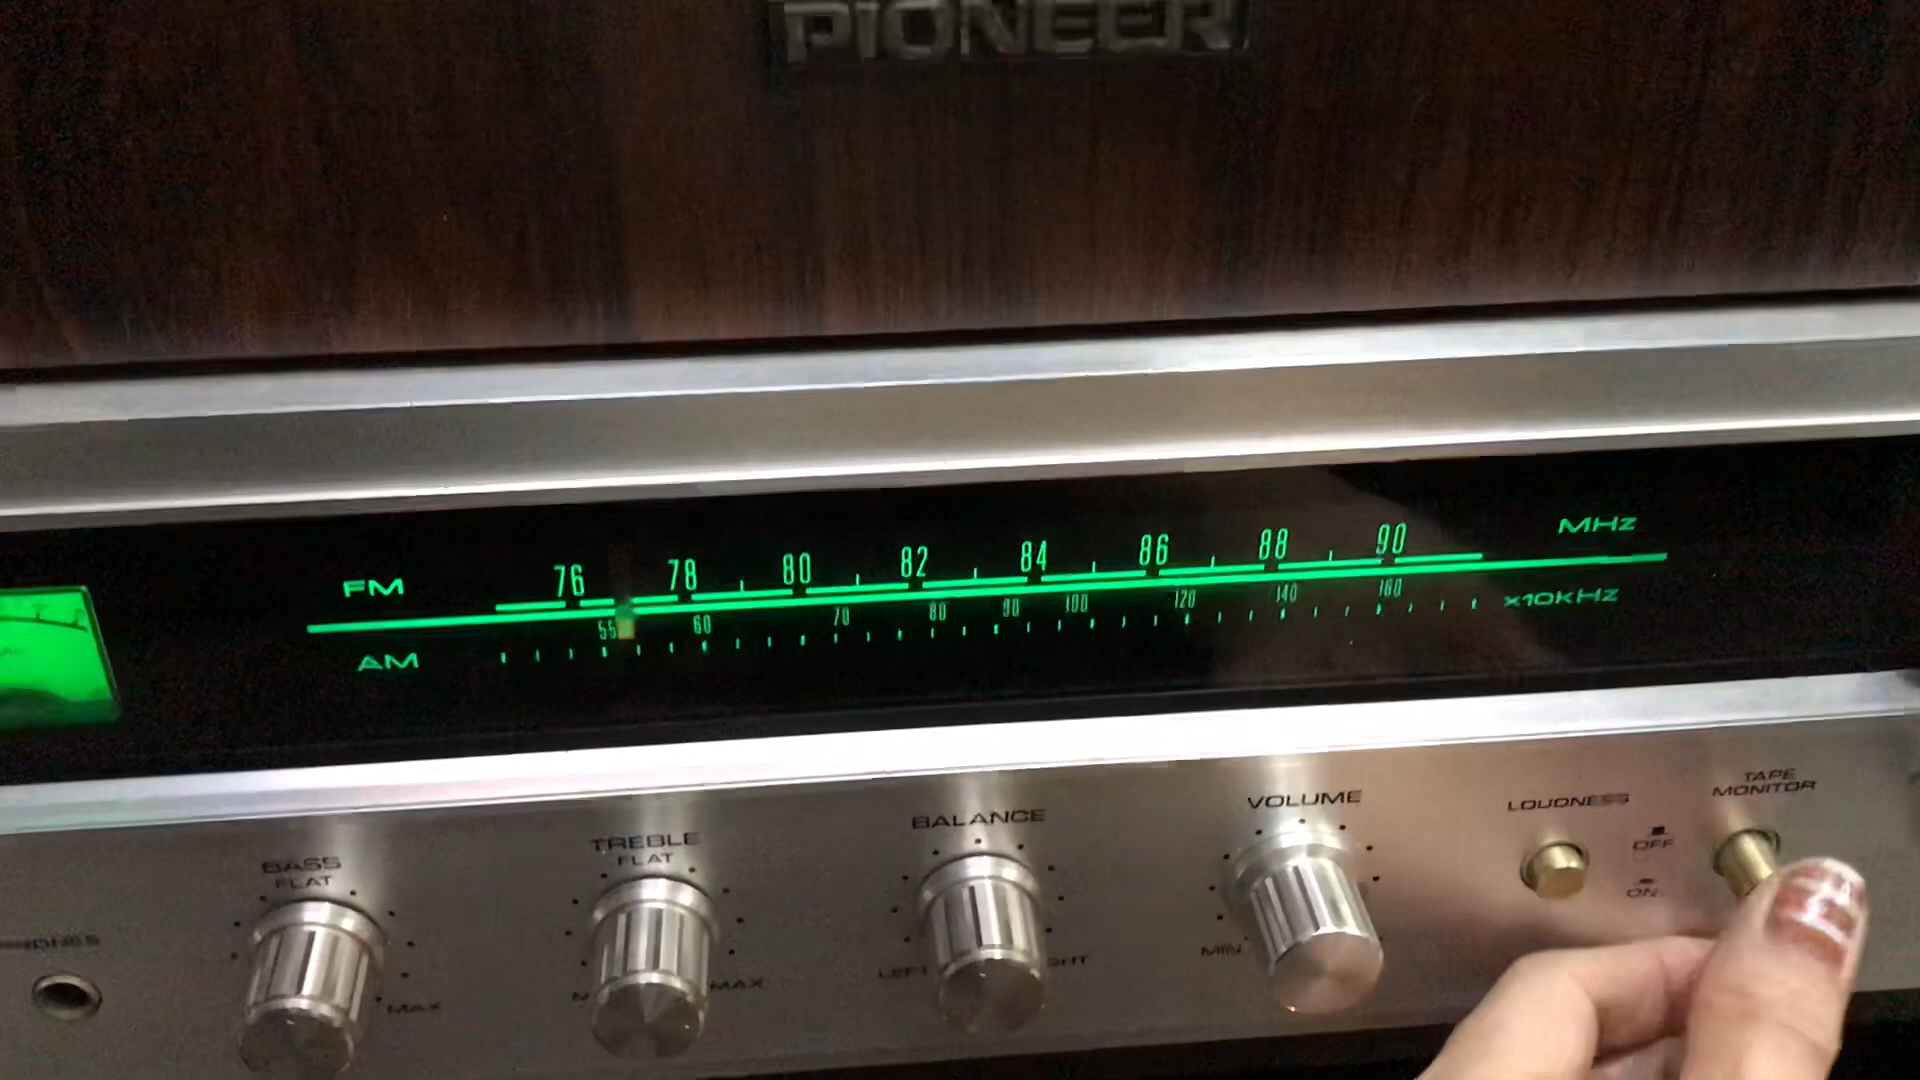 PIONEER
FM 76 78 80 82 84 86 88 90 MHz
AM 55 60 70 80 90 100 120 140 160 x10kHz
BASS
FLAT
MAX
TREBLE
FLAT
MAX
BALANCE
LEFT
VOLUME
MIN
LOUDNESS
OFF
ON
TAPE
MONITOR